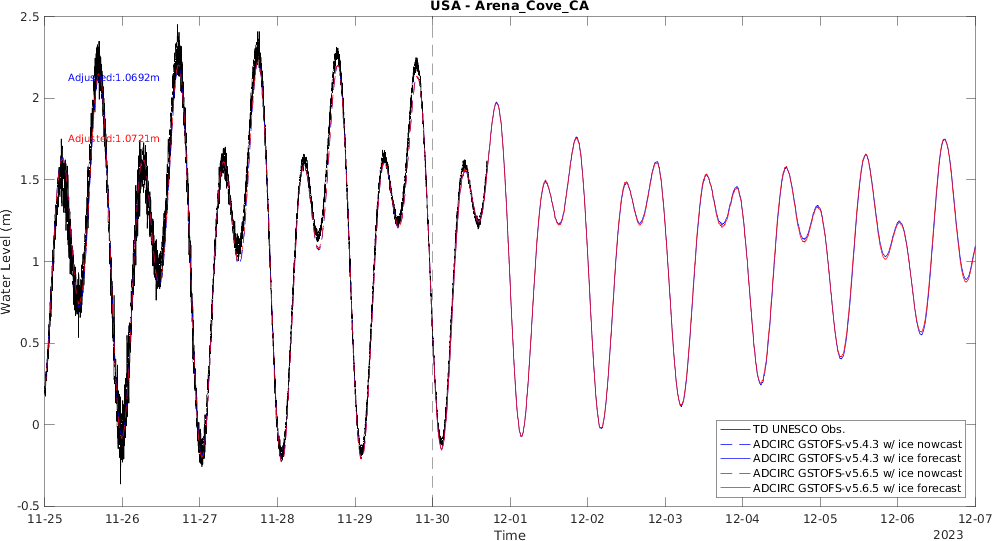 USA - Arena_Cove_CA
2.5
2
1.5
1
0.5
0
-0.5
Water Level (m)
Adjusted:1.0692m
Adjusted:1.0721m
TD UNESCO Obs.
ADCIRC GSTOFS-v5.4.3 w/ ice nowcast
ADCIRC GSTOFS-v5.4.3 w/ ice forecast
ADCIRC GSTOFS-v5.6.5 w/ ice nowcast
ADCIRC GSTOFS-v5.6.5 w/ ice forecast
11-25 11-26 11-27 11-28 11-29 11-30 12-01 12-02 12-03 12-04 12-05 12-06 12-07
Time
2023